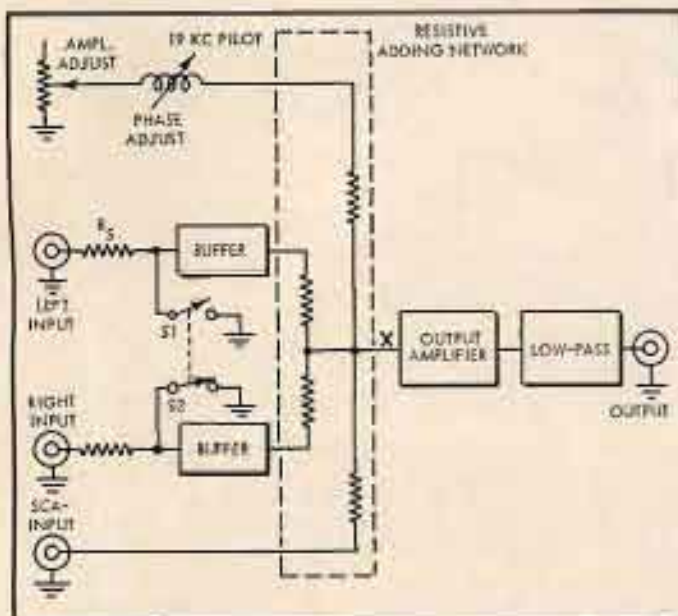 AMPL.
ADJUST
19 KC PILOT
PHASE
ADJUST
RESISTIVE
ADDING NETWORK
RS
BUFFER
LEFT
INPUT
S1
X
OUTPUT
AMPLIFIER
LOW-PASS
OUTPUT
RIGHT
INPUT
S2
BUFFER
SCA-
INPUT